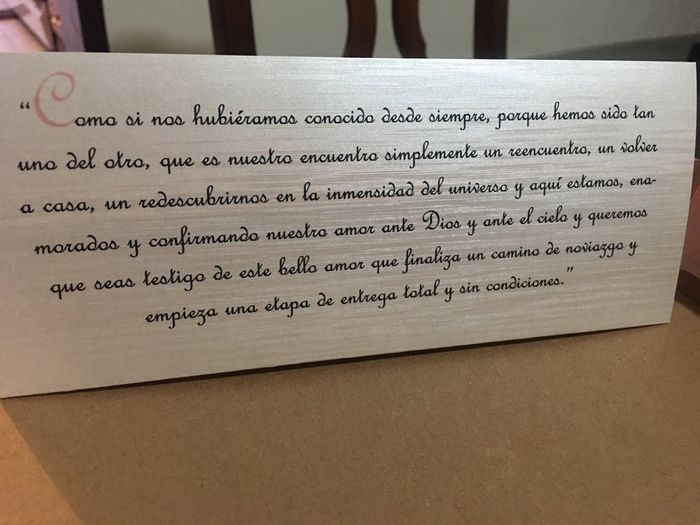 “Como si nos hubiéramos conocido desde siempre, porque hemos sido tan
uno del otro, que es nuestro encuentro simplemente un reencuentro, un volver
a casa, un redescubrirnos en la inmensidad del universo y aquí estamos, ena-
morados y confirmando nuestro amor ante Dios y ante el cielo y queremos
que seas testigo de este bello amor que finaliza un camino de noviazgo y
empieza una etapa de entrega total y sin condiciones.”